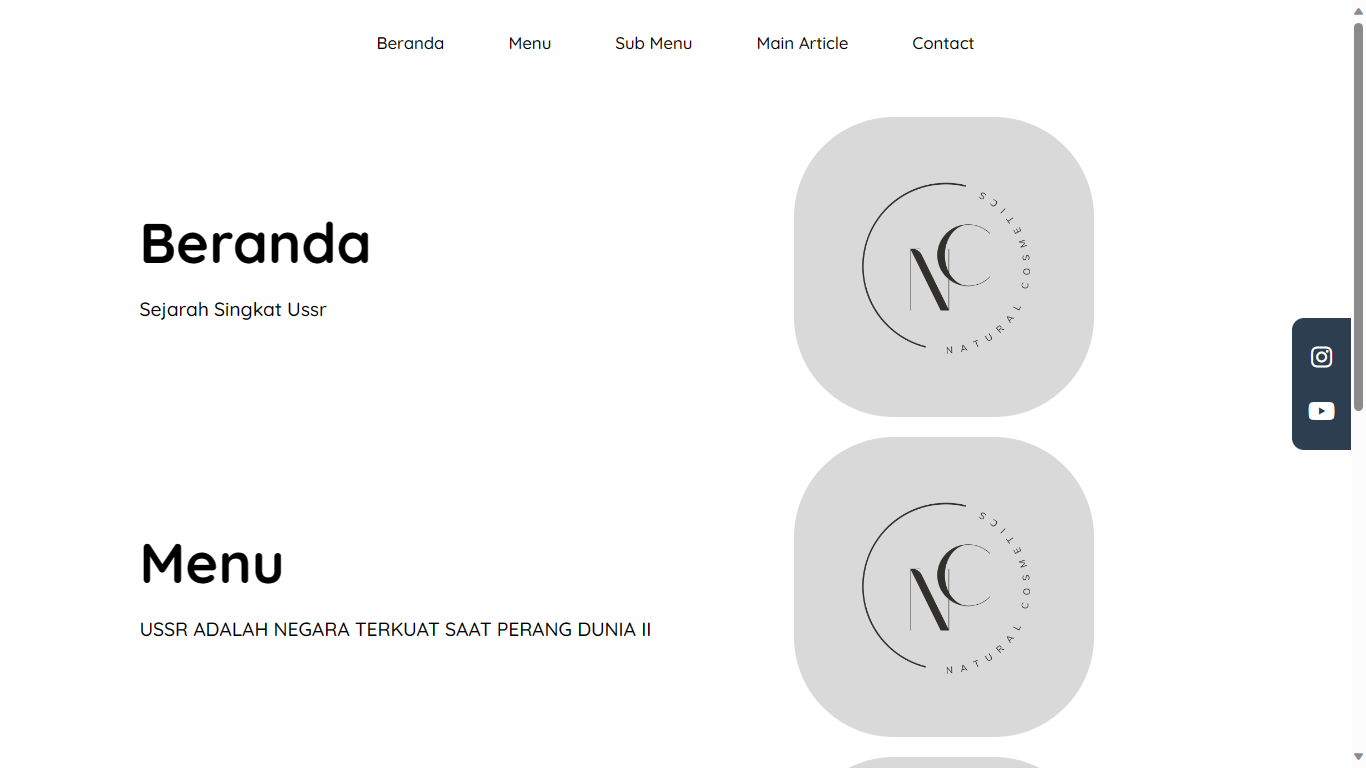 Beranda Menu Sub Menu Main Article Contact
Beranda
Sejarah Singkat Ussr
NC
NATURAL COSMETICS
Menu
USSR ADALAH NEGARA TERKUAT SAAT PERANG DUNIA II
NC
NATURAL COSMETICS